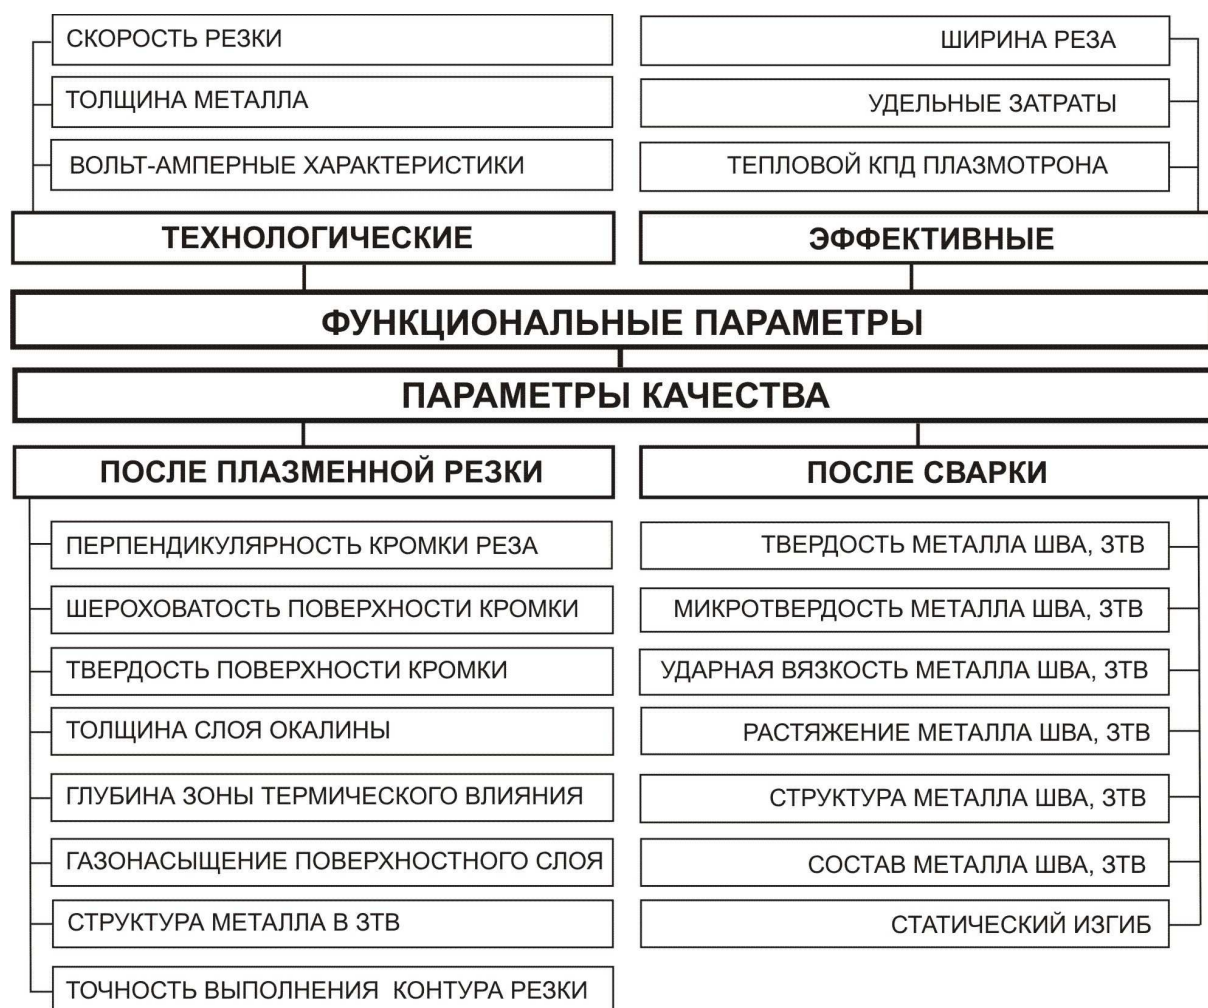 СКОРОСТЬ РЕЗКИ
ТОЛЩИНА МЕТАЛЛА
ВОЛЬТ-АМПЕРНЫЕ ХАРАКТЕРИСТИКИ
ТЕХНОЛОГИЧЕСКИЕ
ШИРИНА РЕЗА
УДЕЛЬНЫЕ ЗАТРАТЫ
ТЕПЛОВОЙ КПД ПЛАЗМОТРОНА
ЭФФЕКТИВНЫЕ
ФУНКЦИОНАЛЬНЫЕ ПАРАМЕТРЫ
ПАРАМЕТРЫ КАЧЕСТВА
ПОСЛЕ ПЛАЗМЕННОЙ РЕЗКИ
ПЕРПЕНДИКУЛЯРНОСТЬ КРОМКИ РЕЗА
ШЕРОХОВАТОСТЬ ПОВЕРХНОСТИ КРОМКИ
ТВЕРДОСТЬ ПОВЕРХНОСТИ КРОМКИ
ТОЛЩИНА СЛОЯ ОКАЛИНЫ
ГЛУБИНА ЗОНЫ ТЕРМИЧЕСКОГО ВЛИЯНИЯ
ГАЗОНАСЫЩЕНИЕ ПОВЕРХНОСТНОГО СЛОЯ
СТРУКТУРА МЕТАЛЛА В ЗТВ
ТОЧНОСТЬ ВЫПОЛНЕНИЯ КОНТУРА РЕЗКИ
ПОСЛЕ СВАРКИ
ТВЕРДОСТЬ МЕТАЛЛА ШВА, ЗТВ
МИКРОТВЕРДОСТЬ МЕТАЛЛА ШВА, ЗТВ
УДАРНАЯ ВЯЗКОСТЬ МЕТАЛЛА ШВА, ЗТВ
РАСТЯЖЕНИЕ МЕТАЛЛА ШВА, ЗТВ
СТРУКТУРА МЕТАЛЛА ШВА, ЗТВ
СОСТАВ МЕТАЛЛА ШВА, ЗТВ
СТАТИЧЕСКИЙ ИЗГИБ